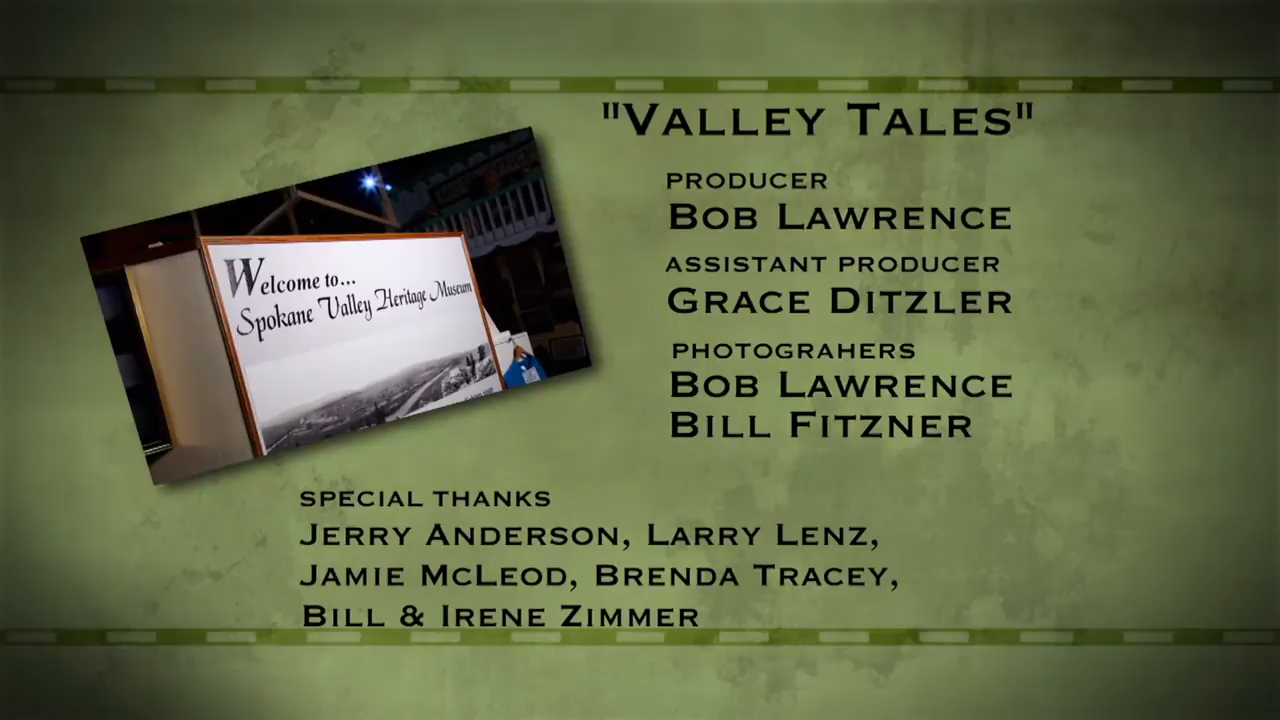 "VALLEY TALES"
PRODUCER
BOB LAWRENCE
ASSISTANT PRODUCER
GRACE DITZLER
PHOTOGRAHERS
BOB LAWRENCE
BILL FITZNER
Welcome to...
Spokane Valley Heritage Museum
SPECIAL THANKS
JERRY ANDERSON, LARRY LENZ,
JAMIE MCLEOD, BRENDA TRACEY,
BILL & IRENE ZIMMER